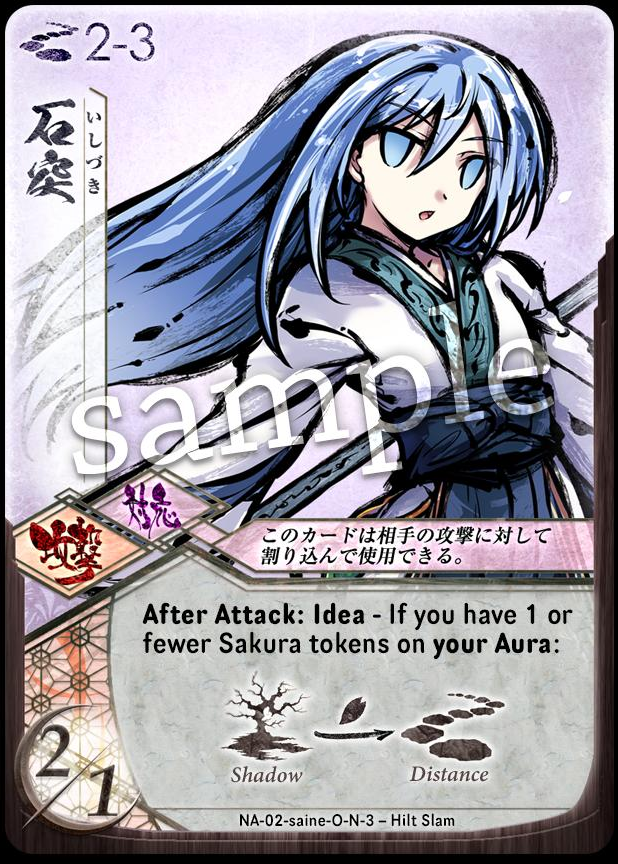 2-3
石突
いしづき
sample
対応
攻撃
このカードは相手の攻撃に対して
割り込んで使用できる。
After Attack: Idea - If you have 1 or
fewer Sakura tokens on your Aura:
Shadow
Distance
2/1
NA-02-saine-O-N-3 – Hilt Slam